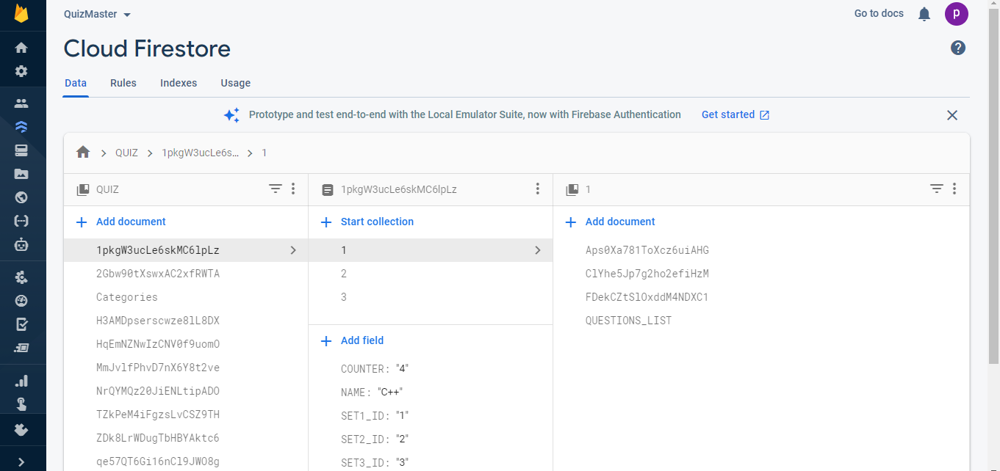 QuizMaster
Go to docs
p
Cloud Firestore
?
Data Rules Indexes Usage
Prototype and test end-to-end with the Local Emulator Suite, now with Firebase Authentication Get started
QUIZ 1pkgW3ucLe6s... 1
QUIZ
Add document
1pkgW3ucLe6skMC6lpLz
2Gbw90tXswxAC2xfRWTA
Categories
H3AMDpserscwze8lL8DX
HqEmNZNwIzCNV0f9uomO
MmJvlfPhvD7nX6Y8t2ve
NrQYMQz20JiENLtipADO
TZkPeM4iFgzsLvCSZ9TH
ZDk8LrWDugTbHBYAktc6
qe57QT6Gi16nCl9JWO8g
1pkgW3ucLe6skMC6lpLz
Start collection
1
2
3
Add field
COUNTER: "4"
NAME: "C++"
SET1_ID: "1"
SET2_ID: "2"
SET3_ID: "3"
1
Add document
Aps0Xa781ToXcz6uiAHG
ClYhe5Jp7g2ho2efiHzM
FDekCZtSlOxddM4NDXC1
QUESTIONS_LIST